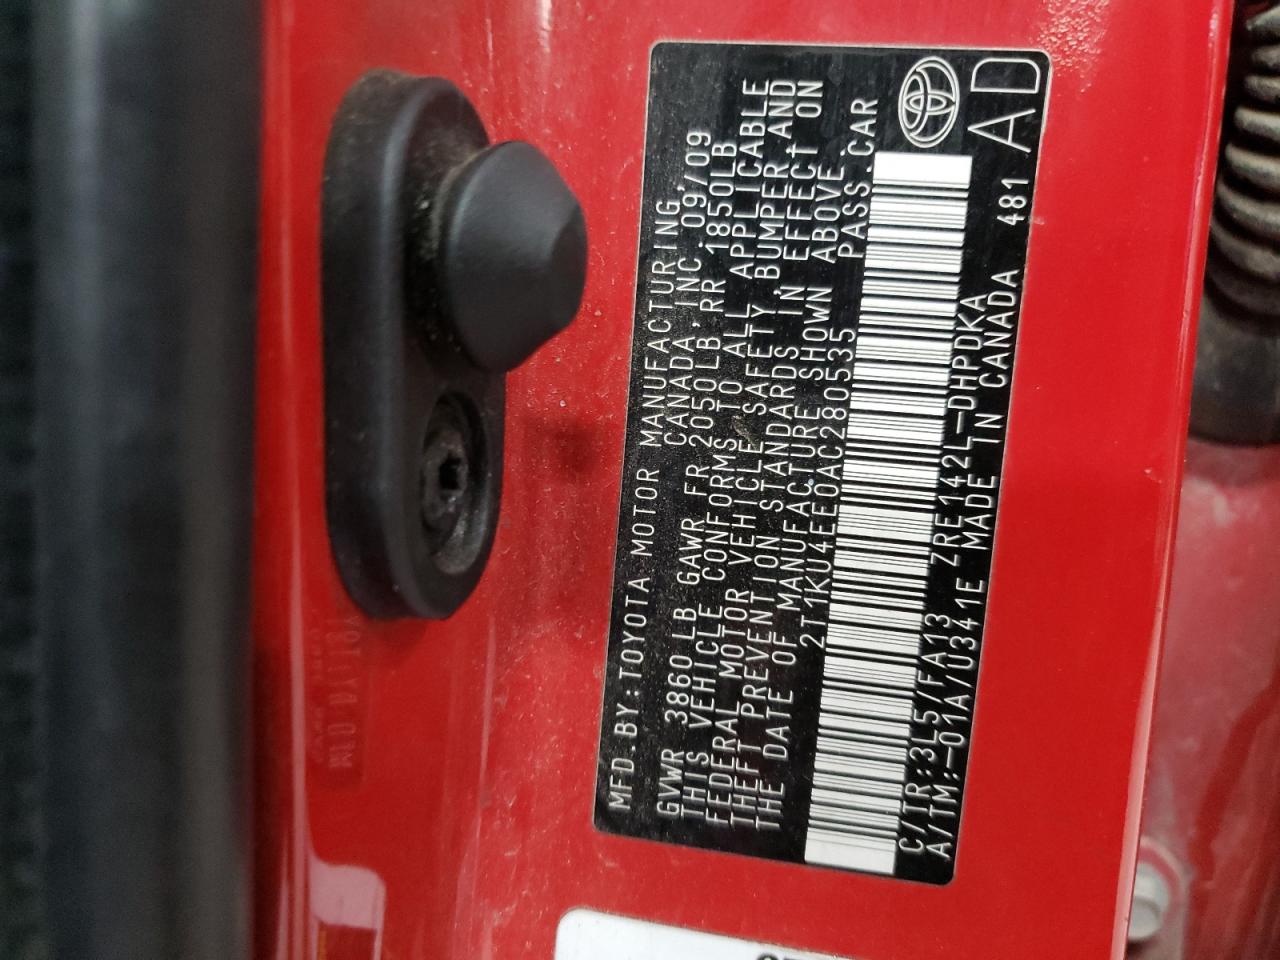 MFD.BY:TOYOTA MOTOR MANUFACTURING,
CANADA, INC. 09/09
GVWR 3860 LB GAWR FR 2050LB, RR 1850LB
THIS VEHICLE CONFORMS TO ALL APPLICABLE
FEDERAL MOTOR VEHICLE SAFETY,BUMPER,AND
THEFT PREVENTION STANDARDS IN EFFECT ON
THE DATE OF MANUFACTURE SHOWN ABOVE.
2T1KU4EE0AC280535 PASS.CAR
C/TR:3L5/FA13 ZRE142L-DHPDKA
A/TM:-01A/U341E MADE IN CANADA 481
AD